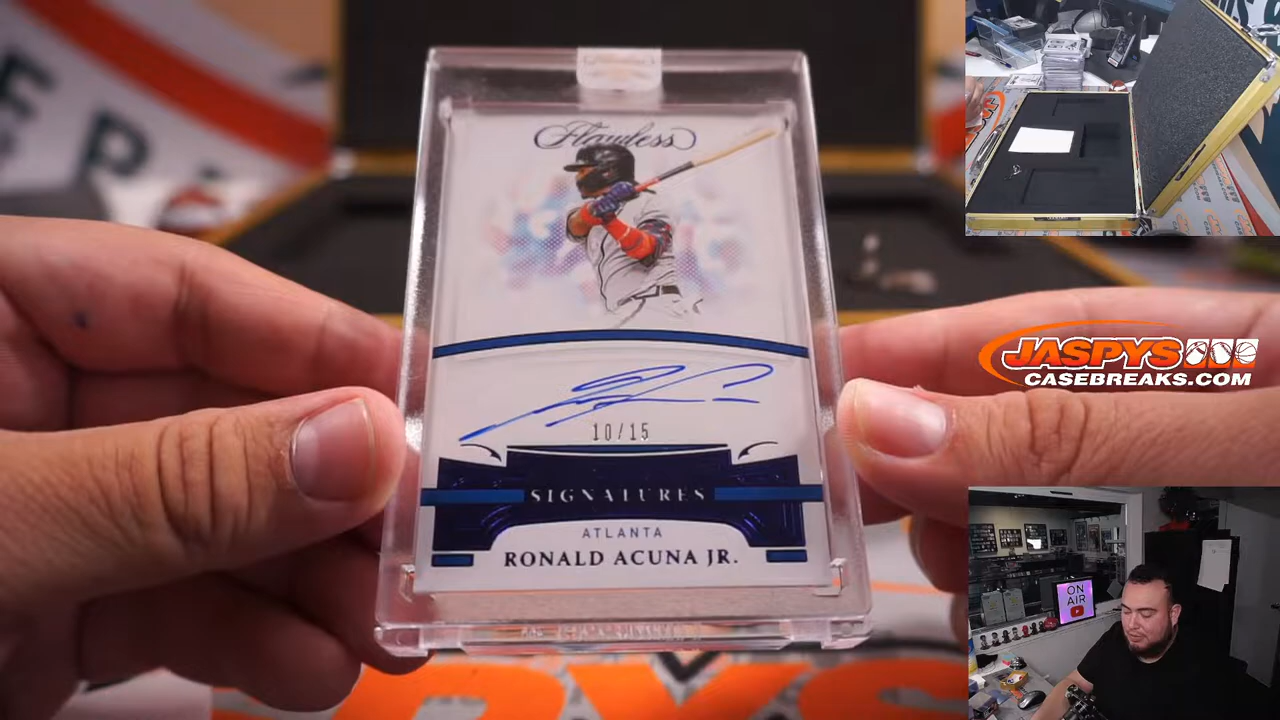 Flawless
10/15
SIGNATURES
ATLANTA
RONALD ACUNA JR.
JASPYS
CASEBREAKS.COM
ON
AIR